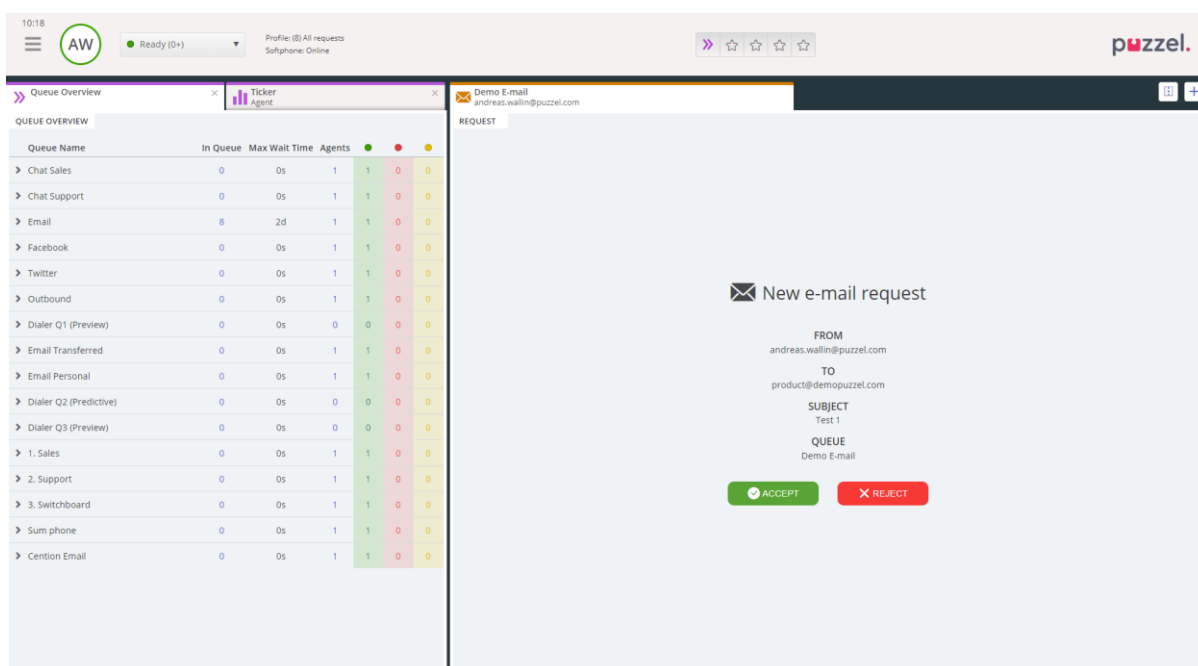 10:18
AW
Ready (0+)
Profile: (8) All requests
Softphone: Online
puzzel.
Queue Overview
Ticker
Agent
Demo E-mail
andreas.wallin@puzzel.com
QUEUE OVERVIEW
REQUEST
Queue Name In Queue Max Wait Time Agents
Chat Sales 0 0s 1 1 0 0
Chat Support 0 0s 1 1 0 0
Email 8 2d 1 1 0 0
Facebook 0 0s 1 1 0 0
Twitter 0 0s 1 1 0 0
Outbound 0 0s 1 1 0 0
Dialer Q1 (Preview) 0 0s 0 0 0 0
Email Transferred 0 0s 1 1 0 0
Email Personal 0 0s 1 1 0 0
Dialer Q2 (Predictive) 0 0s 0 0 0 0
Dialer Q3 (Preview) 0 0s 0 0 0 0
1. Sales 0 0s 1 1 0 0
2. Support 0 0s 1 1 0 0
3. Switchboard 0 0s 1 1 0 0
Sum phone 0 0s 1 1 0 0
Cention Email 0 0s 1 1 0 0
New e-mail request
FROM
andreas.wallin@puzzel.com
TO
product@demopuzzel.com
SUBJECT
Test 1
QUEUE
Demo E-mail
ACCEPT
REJECT